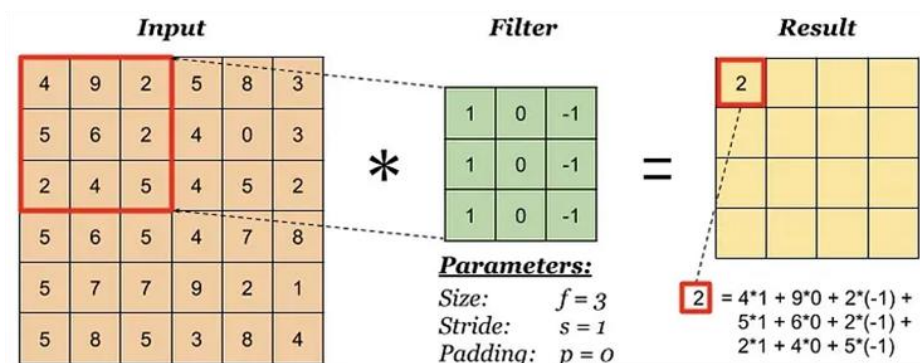 Input Filter Result
4 9 2 5 8 3
5 6 2 4 0 3
2 4 5 4 5 2
5 6 5 4 7 8
5 7 7 9 2 1
5 8 5 3 8 4
*
1 0 -1
1 0 -1
1 0 -1
=
2
Parameters:
Size: f = 3
Stride: s = 1
Padding: p = 0
2 = 4*1 + 9*0 + 2*(-1) +
5*1 + 6*0 + 2*(-1) +
2*1 + 4*0 + 5*(-1)